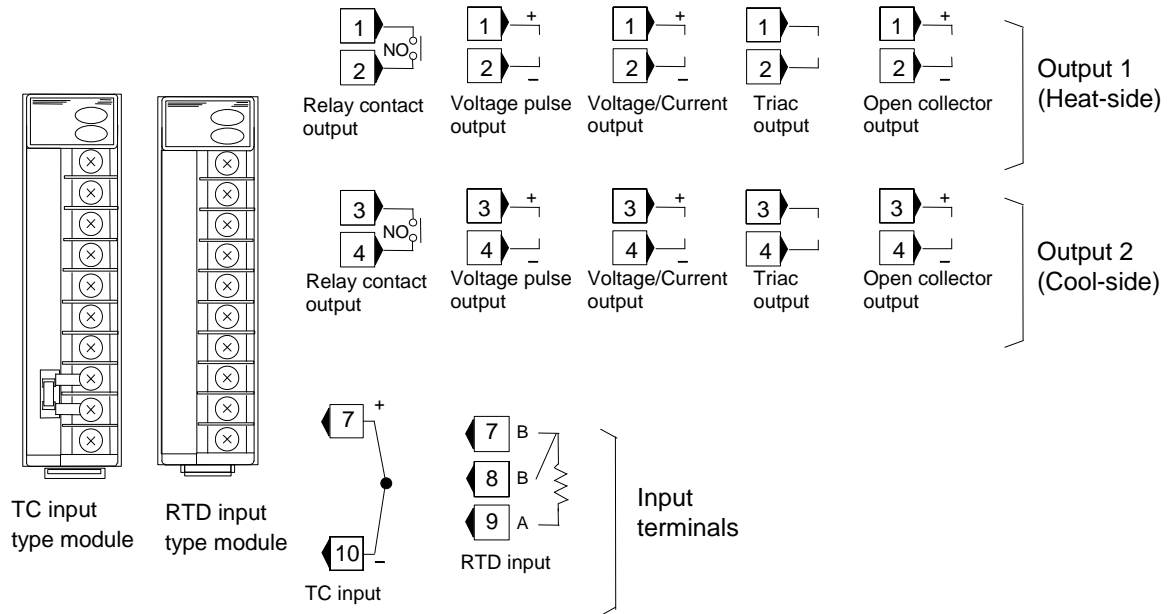 1
NO
2
Relay contact
output
1 +
2 –
Voltage pulse
output
1 +
2 –
Voltage/Current
output
1
2
Triac
output
1 +
2 –
Open collector
output
Output 1
(Heat-side)
3
NO
4
Relay contact
output
3 +
4 –
Voltage pulse
output
3 +
4 –
Voltage/Current
output
3
4
Triac
output
3 +
4 –
Open collector
output
Output 2
(Cool-side)
TC input
type module
RTD input
type module
7 +
10 –
TC input
7 B
8 B
9 A
RTD input
Input
terminals